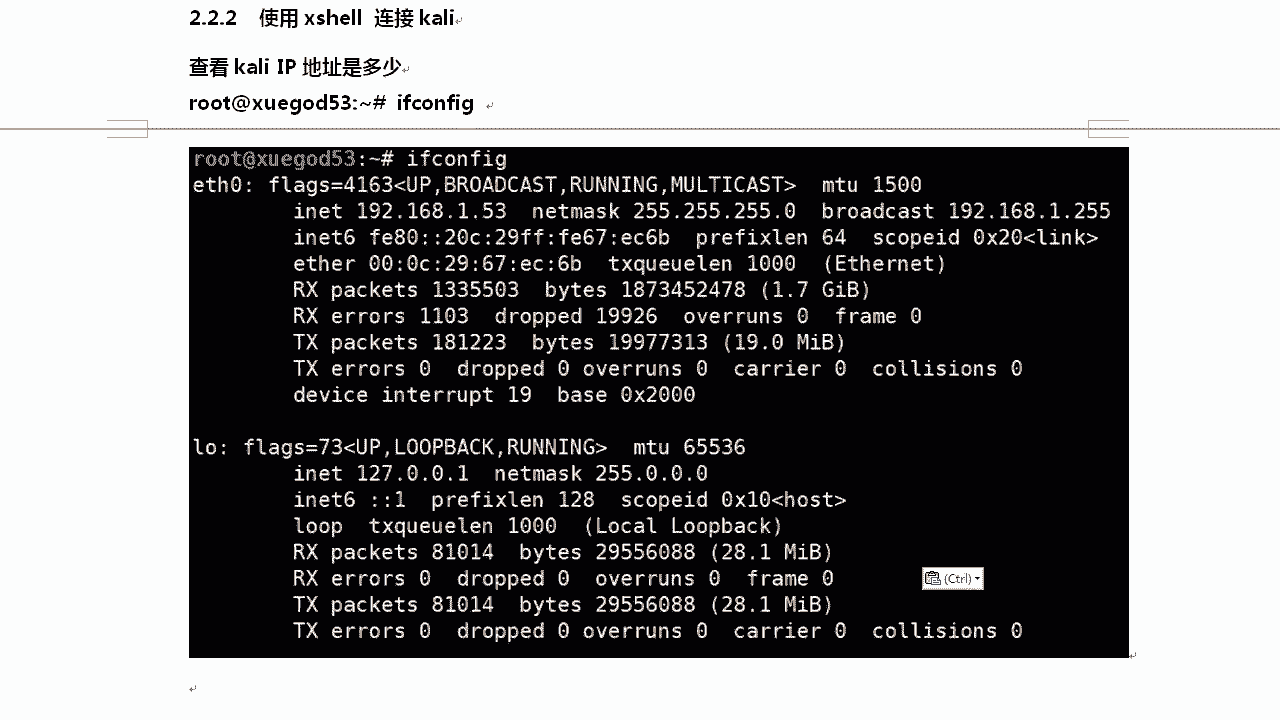 2.2.2 使用 xshell 连接 kali
查看 kali IP 地址是多少
root@xuegod53:~# ifconfig
root@xuegod53:~# ifconfig
eth0: flags=4163<UP,BROADCAST,RUNNING,MULTICAST>  mtu 1500
        inet 192.168.1.53  netmask 255.255.255.0  broadcast 192.168.1.255
        inet6 fe80::20c:29ff:fe67:ec6b  prefixlen 64  scopeid 0x20<link>
        ether 00:0c:29:67:ec:6b  txqueuelen 1000  (Ethernet)
        RX packets 1335503  bytes 1873452478 (1.7 GiB)
        RX errors 1103  dropped 19926  overruns 0  frame 0
        TX packets 181223  bytes 19977313 (19.0 MiB)
        TX errors 0  dropped 0 overruns 0  carrier 0  collisions 0
        device interrupt 19  base 0x2000
lo: flags=73<UP,LOOPBACK,RUNNING>  mtu 65536
        inet 127.0.0.1  netmask 255.0.0.0
        inet6 ::1  prefixlen 128  scopeid 0x10<host>
        loop  txqueuelen 1000  (Local Loopback)
        RX packets 81014  bytes 29556088 (28.1 MiB)
        RX errors 0  dropped 0  overruns 0  frame 0
(Ctrl)
        TX packets 81014  bytes 29556088 (28.1 MiB)
        TX errors 0  dropped 0 overruns 0  carrier 0  collisions 0